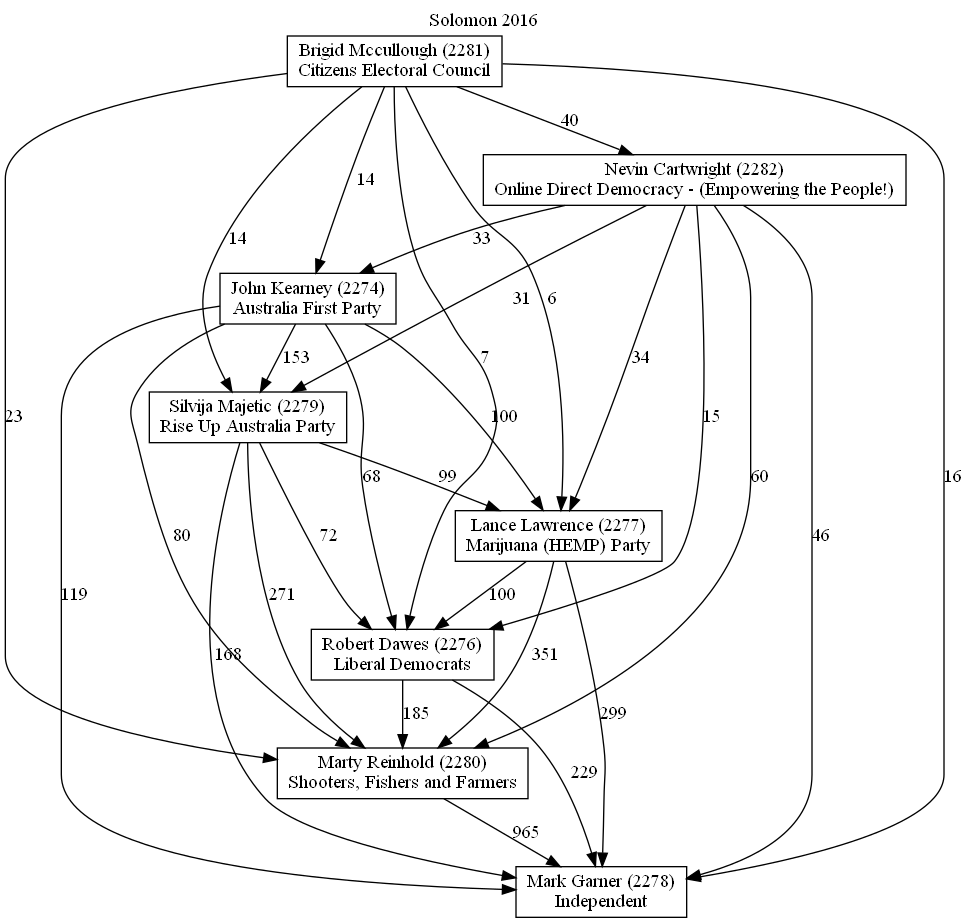 Solomon 2016
Brigid Mccullough (2281)
Citizens Electoral Council
40
Nevin Cartwright (2282)
Online Direct Democracy - (Empowering the People!)
14
14
33
John Kearney (2274)
Australia First Party
31
6
153
7
34
Silvija Majetic (2279)
Rise Up Australia Party
23
100
15
68
99
60
16
Lance Lawrence (2277)
Marijuana (HEMP) Party
80
72
46
119
271
100
Robert Dawes (2276)
Liberal Democrats
168
351
185
299
Marty Reinhold (2280)
Shooters, Fishers and Farmers
229
965
Mark Garner (2278)
Independent